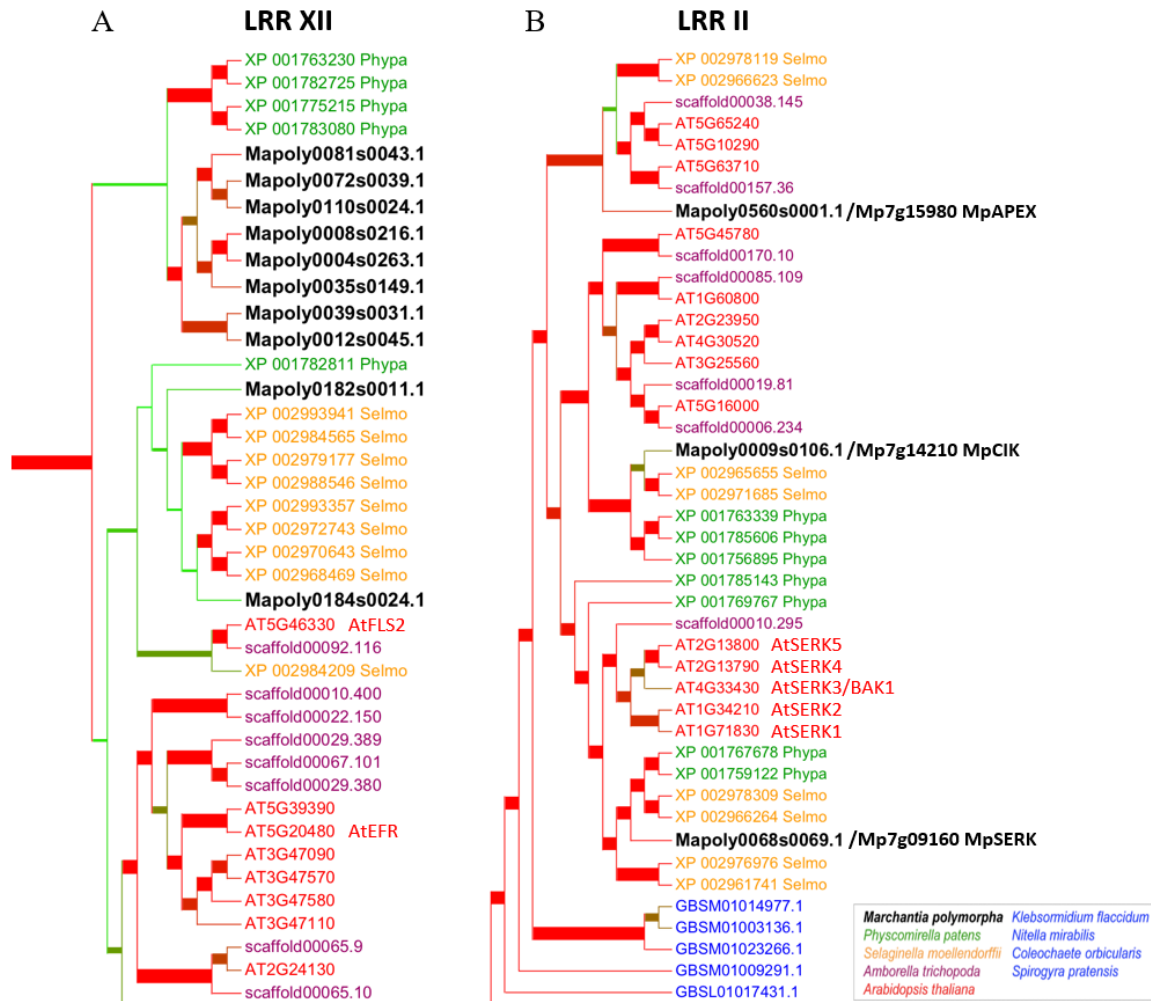 A LRR XII
XP 001763230 Phypa
XP 001782725 Phypa
XP 001775215 Phypa
XP 001783080 Phypa
Mapoly0081s0043.1
Mapoly0072s0039.1
Mapoly0110s0024.1
Mapoly0008s0216.1
Mapoly0004s0263.1
Mapoly0035s0149.1
Mapoly0039s0031.1
Mapoly0012s0045.1
XP 001782811 Phypa
Mapoly0182s0011.1
XP 002993941 Selmo
XP 002984565 Selmo
XP 002979177 Selmo
XP 002988546 Selmo
XP 002993357 Selmo
XP 002972743 Selmo
XP 002970643 Selmo
XP 002968469 Selmo
Mapoly0184s0024.1
AT5G46330 AtFLS2
scaffold00092.116
XP 002984209 Selmo
scaffold00010.400
scaffold00022.150
scaffold00029.389
scaffold00067.101
scaffold00029.380
AT5G39390
AT5G20480 AtEFR
AT3G47090
AT3G47570
AT3G47580
AT3G47110
scaffold00065.9
AT2G24130
scaffold00065.10
B LRR II
XP 002978119 Selmo
XP 002966623 Selmo
scaffold00038.145
AT5G65240
AT5G10290
AT5G63710
scaffold00157.36
Mapoly0560s0001.1/Mp7g15980 MpAPEX
AT5G45780
scaffold00170.10
scaffold00085.109
AT1G60800
AT2G23950
AT4G30520
AT3G25560
scaffold00019.81
AT5G16000
scaffold00006.234
Mapoly0009s0106.1/Mp7g14210 MpCIK
XP 002965655 Selmo
XP 002971685 Selmo
XP 001763339 Phypa
XP 001785606 Phypa
XP 001756895 Phypa
XP 001785143 Phypa
XP 001769767 Phypa
scaffold00010.295
AT2G13800 AtSERK5
AT2G13790 AtSERK4
AT4G33430 AtSERK3/BAK1
AT1G34210 AtSERK2
AT1G71830 AtSERK1
XP 001767678 Phypa
XP 001759122 Phypa
XP 002978309 Selmo
XP 002966264 Selmo
Mapoly0068s0069.1/Mp7g09160 MpSERK
XP 002976976 Selmo
XP 002961741 Selmo
GBSM01014977.1
GBSM01003136.1
GBSM01023266.1
GBSM01009291.1
GBSL01017431.1
Marchantia polymorpha Klebsormidium flaccidum
Physcomirella patens Nitella mirabilis
Selaginella moellendorffii Coleochaete orbicularis
Amborella trichopoda Spirogyra pratensis
Arabidopsis thaliana